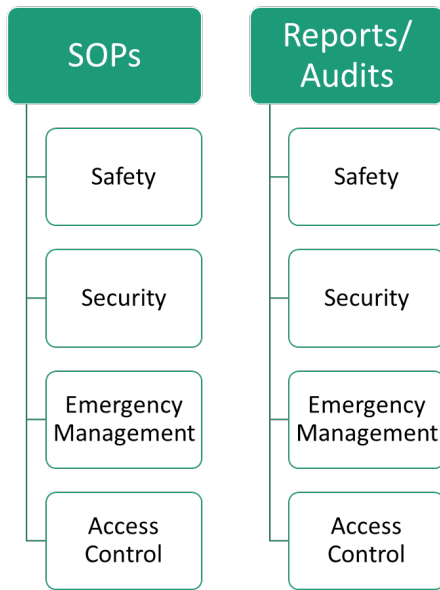 SOPs
Safety
Security
Emergency
Management
Access
Control
Reports/
Audits
Safety
Security
Emergency
Management
Access
Control